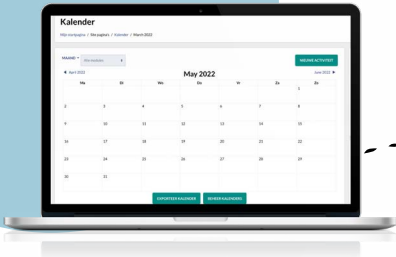 Kalender
Mijn startpagina / Site pagina's / Kalender / March 2022
MAAND
NIEUWE ACTIVITEIT
◀ April 2022 May 2022 June 2022 ▶
Ma Di Wo Do Vr Za Zo
1
2 3 4 5 6 7 8
9 10 11 12 13 14 15
16 17 18 19 20 21 22
23 24 25 26 27 28 29
30 31
EXPORTEER KALENDER BEHEER KALENDERS